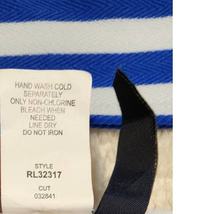 HAND WASH COLD
SEPARATELY
ONLY NON-CHLORINE
BLEACH WHEN
NEEDED
LINE DRY
DO NOT IRON
STYLE
RL32317
CUT
032841